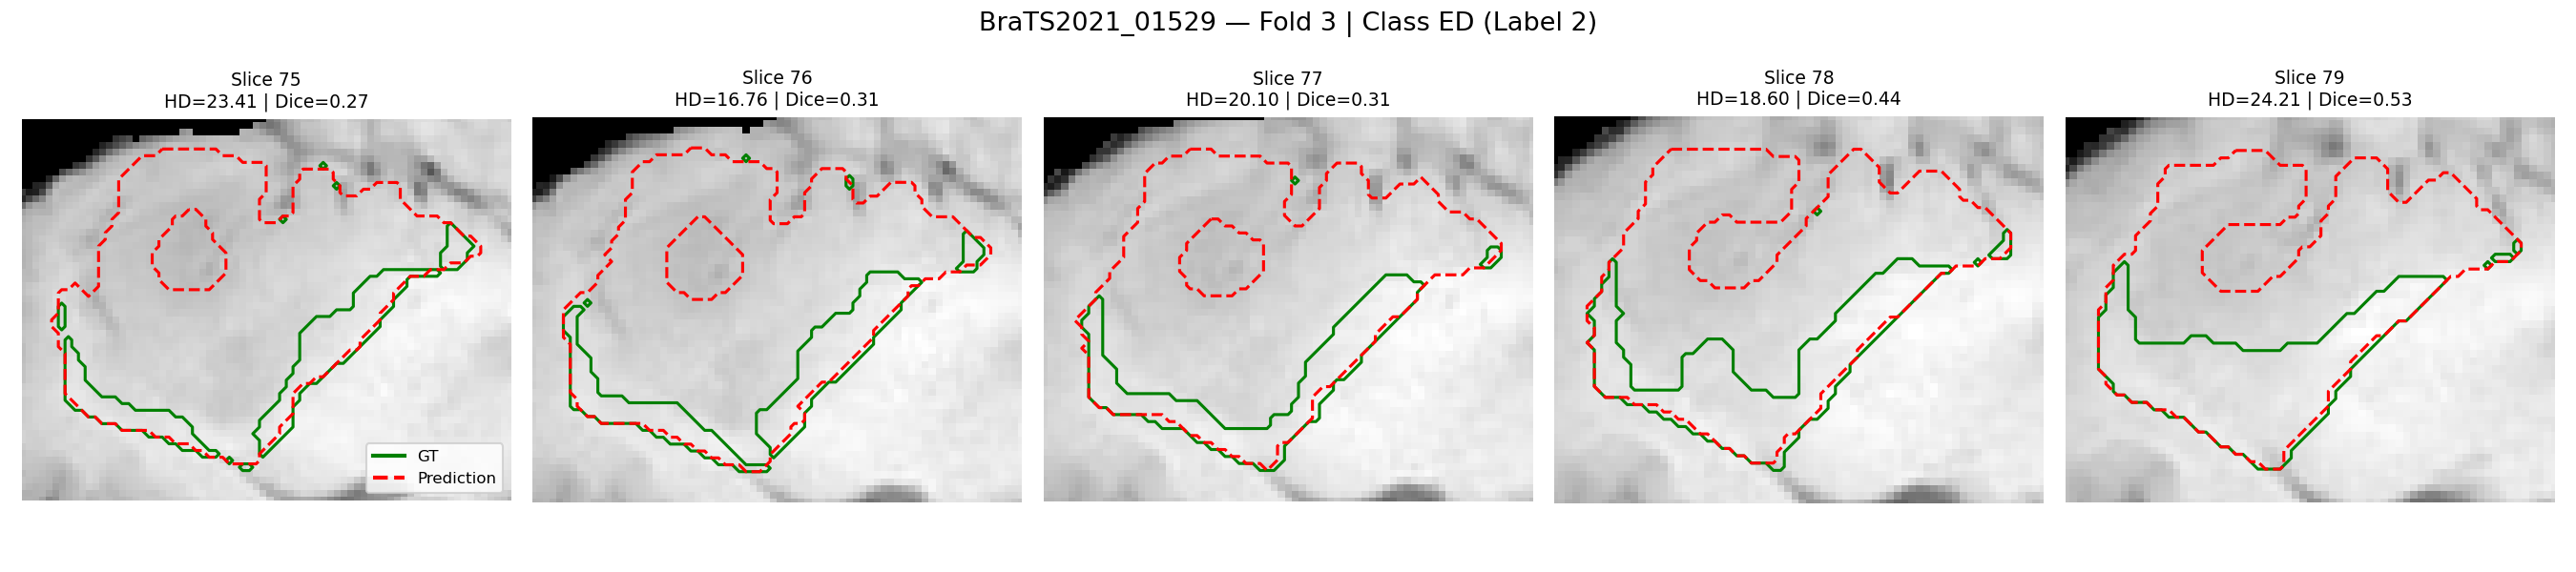 BraTS2021_01529 — Fold 3 | Class ED (Label 2)
Slice 75
HD=23.41 | Dice=0.27
Slice 76
HD=16.76 | Dice=0.31
Slice 77
HD=20.10 | Dice=0.31
Slice 78
HD=18.60 | Dice=0.44
Slice 79
HD=24.21 | Dice=0.53
GT
Prediction